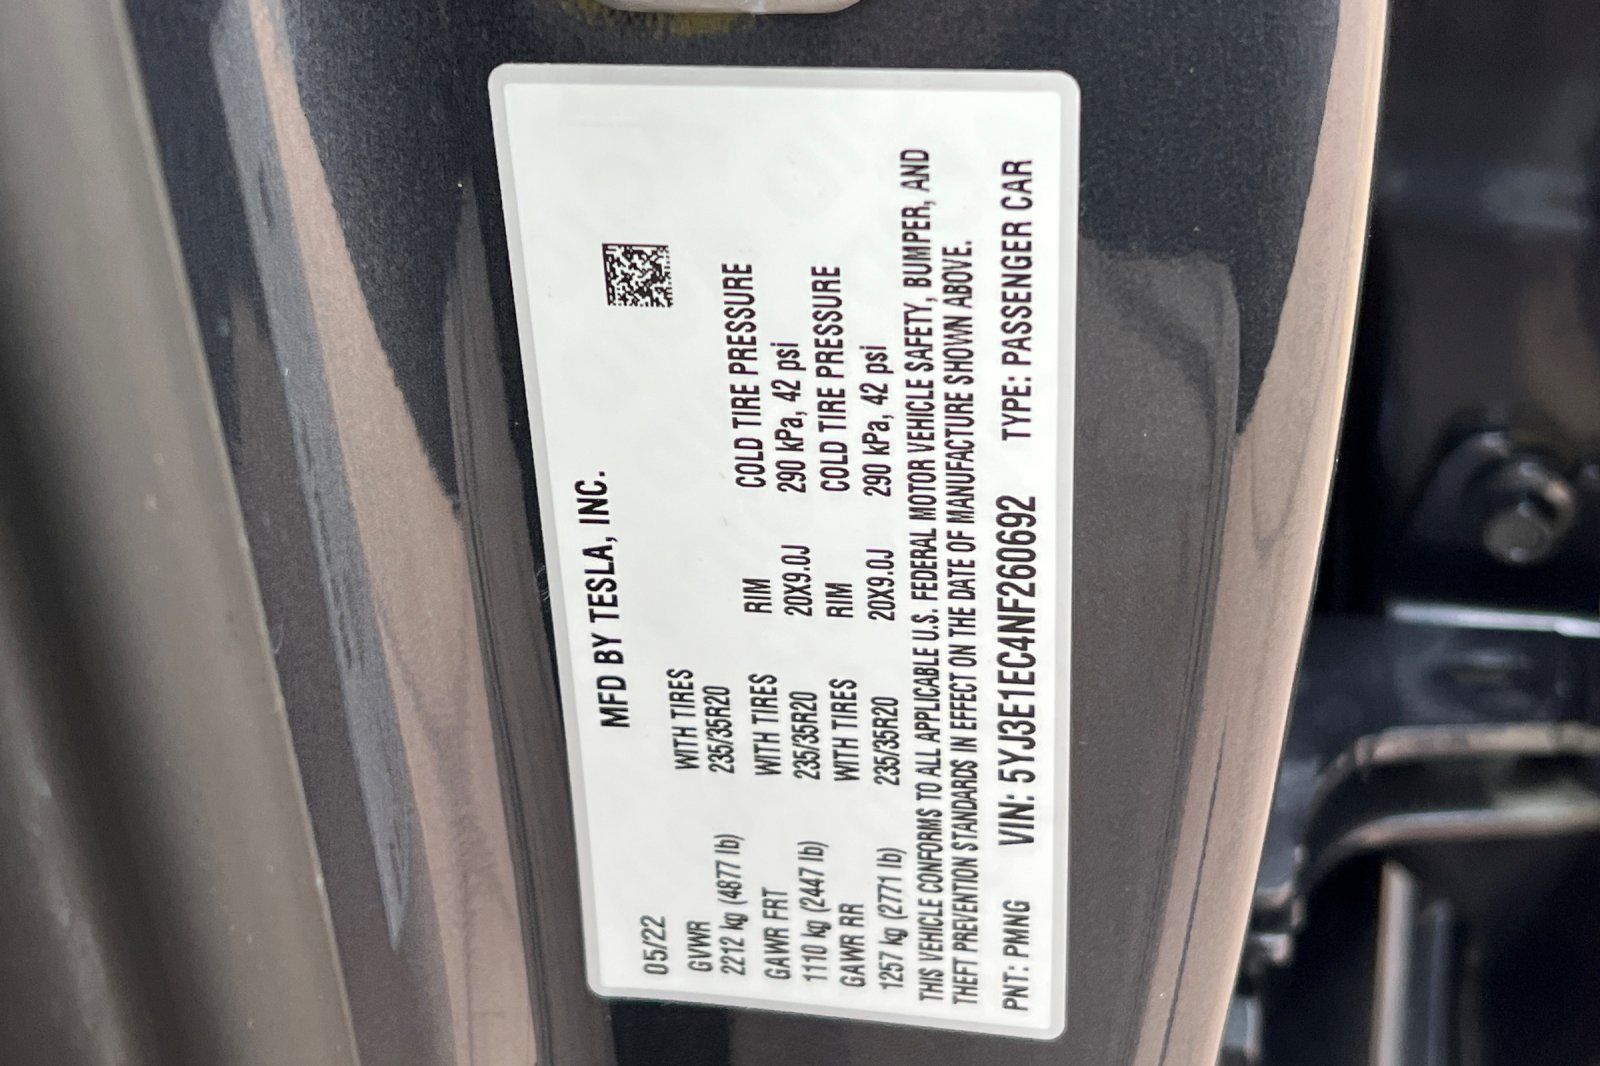 MFD BY TESLA, INC.
05/22
GVWR WITH TIRES
2212 kg (4877 lb) 235/35R20
GAWR FRT WITH TIRES RIM COLD TIRE PRESSURE
1110 kg (2447 lb) 235/35R20 20X9.0J 290 kPa, 42 psi
GAWR RR WITH TIRES RIM COLD TIRE PRESSURE
1257 kg (2771 lb) 235/35R20 20X9.0J 290 kPa, 42 psi
THIS VEHICLE CONFORMS TO ALL APPLICABLE U.S. FEDERAL MOTOR VEHICLE SAFETY, BUMPER, AND
THEFT PREVENTION STANDARDS IN EFFECT ON THE DATE OF MANUFACTURE SHOWN ABOVE.
PNT: PMNG VIN: 5YJ3E1EC4NF260692 TYPE: PASSENGER CAR